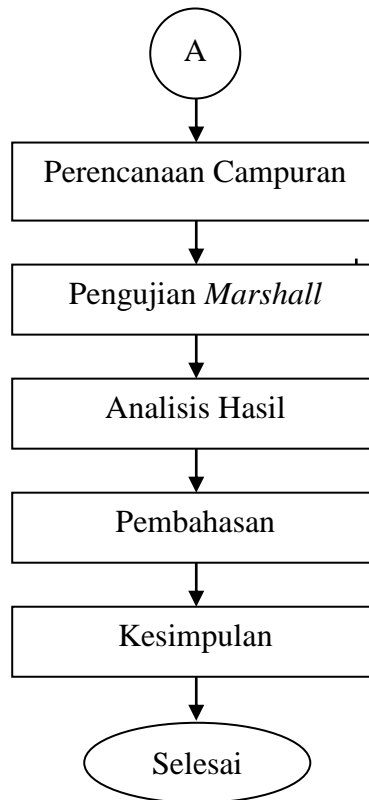 A
Perencanaan Campuran
Pengujian Marshall
Analisis Hasil
Pembahasan
Kesimpulan
Selesai